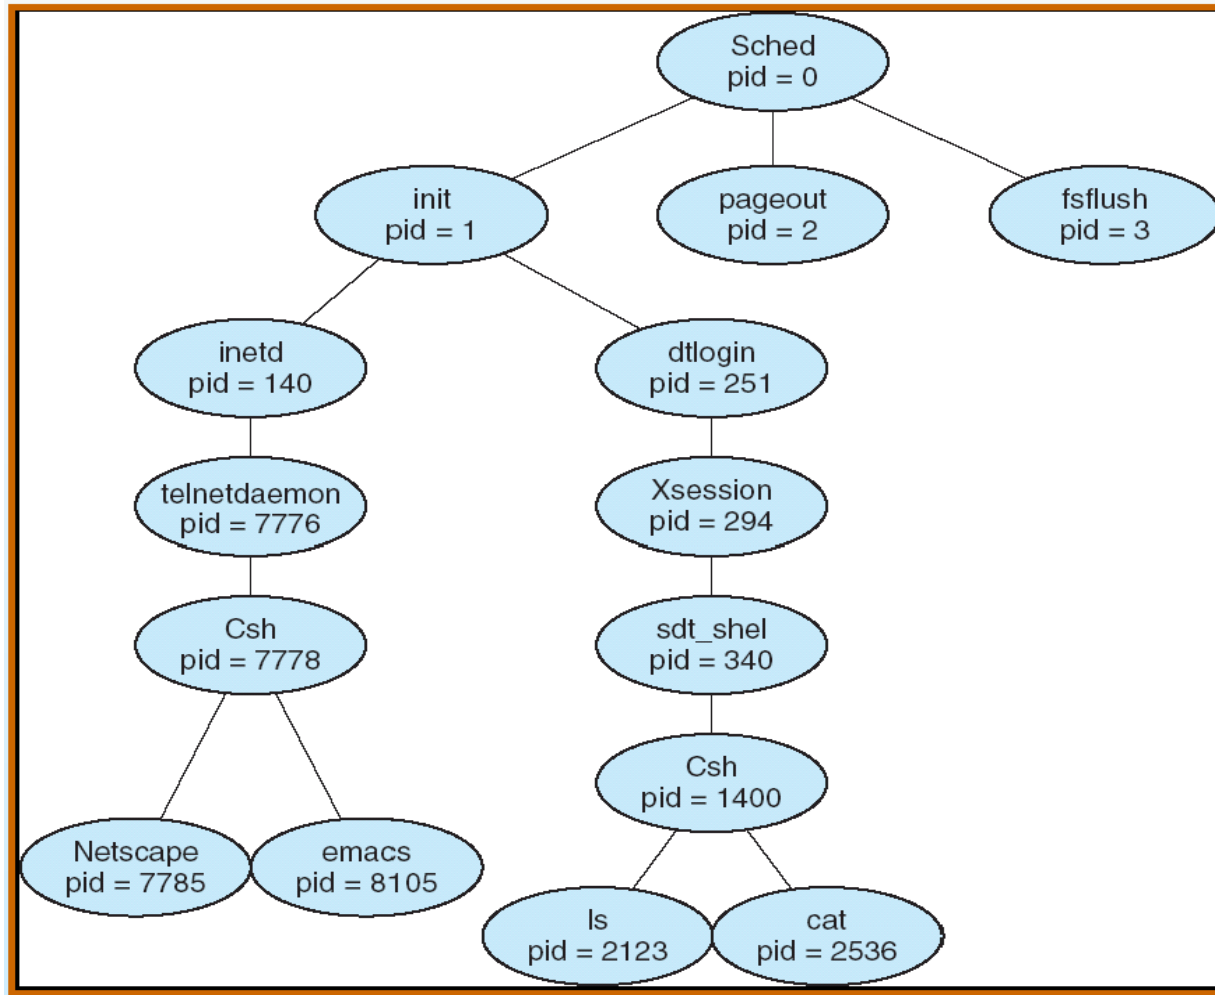 Sched
pid = 0
init
pid = 1
pageout
pid = 2
fsflush
pid = 3
inetd
pid = 140
dtlogin
pid = 251
telnetdaemon
pid = 7776
Xsession
pid = 294
Csh
pid = 7778
sdt_shel
pid = 340
Csh
pid = 1400
Netscape
pid = 7785
emacs
pid = 8105
ls
pid = 2123
cat
pid = 2536